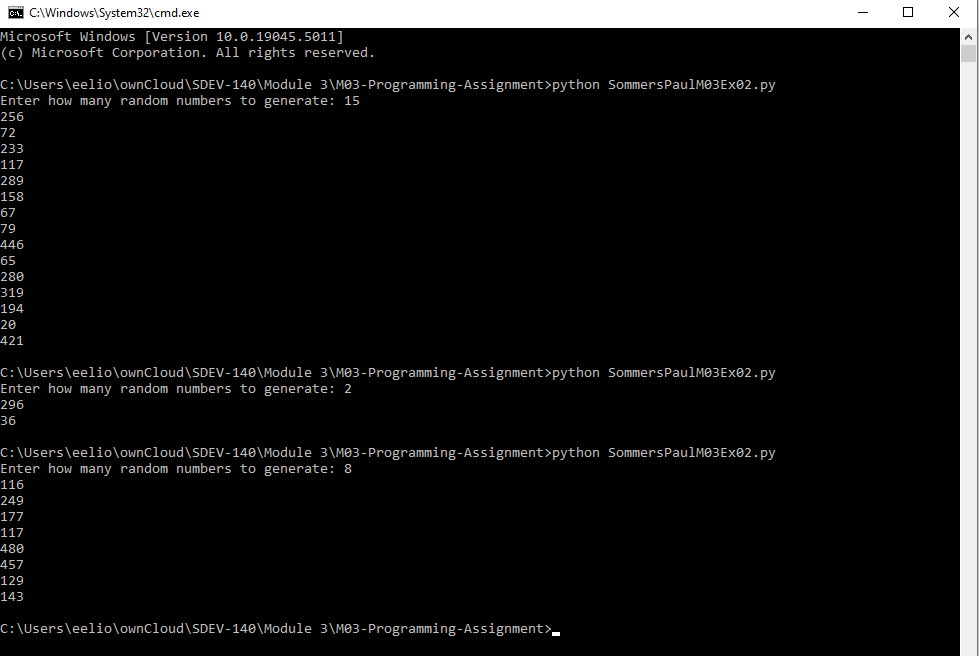 C:\Windows\System32\cmd.exe
Microsoft Windows [Version 10.0.19045.5011]
(c) Microsoft Corporation. All rights reserved.
C:\Users\eelio\ownCloud\SDEV-140\Module 3\M03-Programming-Assignment>python SommersPaulM03Ex02.py
Enter how many random numbers to generate: 15
256
72
233
117
289
158
67
79
446
65
280
319
194
20
421
C:\Users\eelio\ownCloud\SDEV-140\Module 3\M03-Programming-Assignment>python SommersPaulM03Ex02.py
Enter how many random numbers to generate: 2
296
36
C:\Users\eelio\ownCloud\SDEV-140\Module 3\M03-Programming-Assignment>python SommersPaulM03Ex02.py
Enter how many random numbers to generate: 8
116
249
177
117
480
457
129
143
C:\Users\eelio\ownCloud\SDEV-140\Module 3\M03-Programming-Assignment>